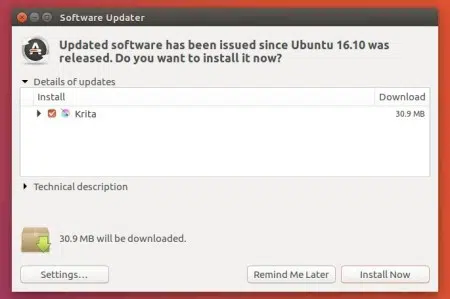 Software Updater
Updated software has been issued since Ubuntu 16.10 was
released. Do you want to install it now?
Details of updates
Install Download
Krita 30.9 MB
Technical description
30.9 MB will be downloaded.
Settings... Remind Me Later Install Now